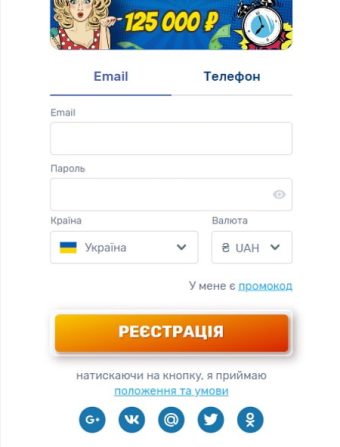 125 000 ₽
Email
Телефон
Email
Пароль
Країна
Валюта
Україна
₴ UAH
У мене є промокод
РЕЄСТРАЦІЯ
натискаючи на кнопку, я приймаю
положення та умови